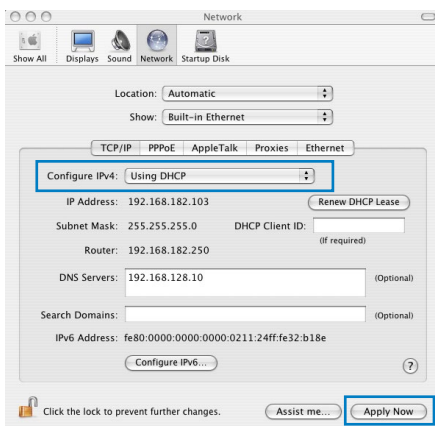 Network
Show All Displays Sound Network Startup Disk
Location: Automatic
Show: Built-in Ethernet
TCP/IP PPPoE AppleTalk Proxies Ethernet
Configure IPv4: Using DHCP
IP Address: 192.168.182.103 Renew DHCP Lease
Subnet Mask: 255.255.255.0 DHCP Client ID:
(If required)
Router: 192.168.182.250
DNS Servers: 192.168.128.10 (Optional)
Search Domains: (Optional)
IPv6 Address: fe80:0000:0000:0000:0211:24ff:fe32:b18e
Configure IPv6... ?
Click the lock to prevent further changes. Assist me... Apply Now